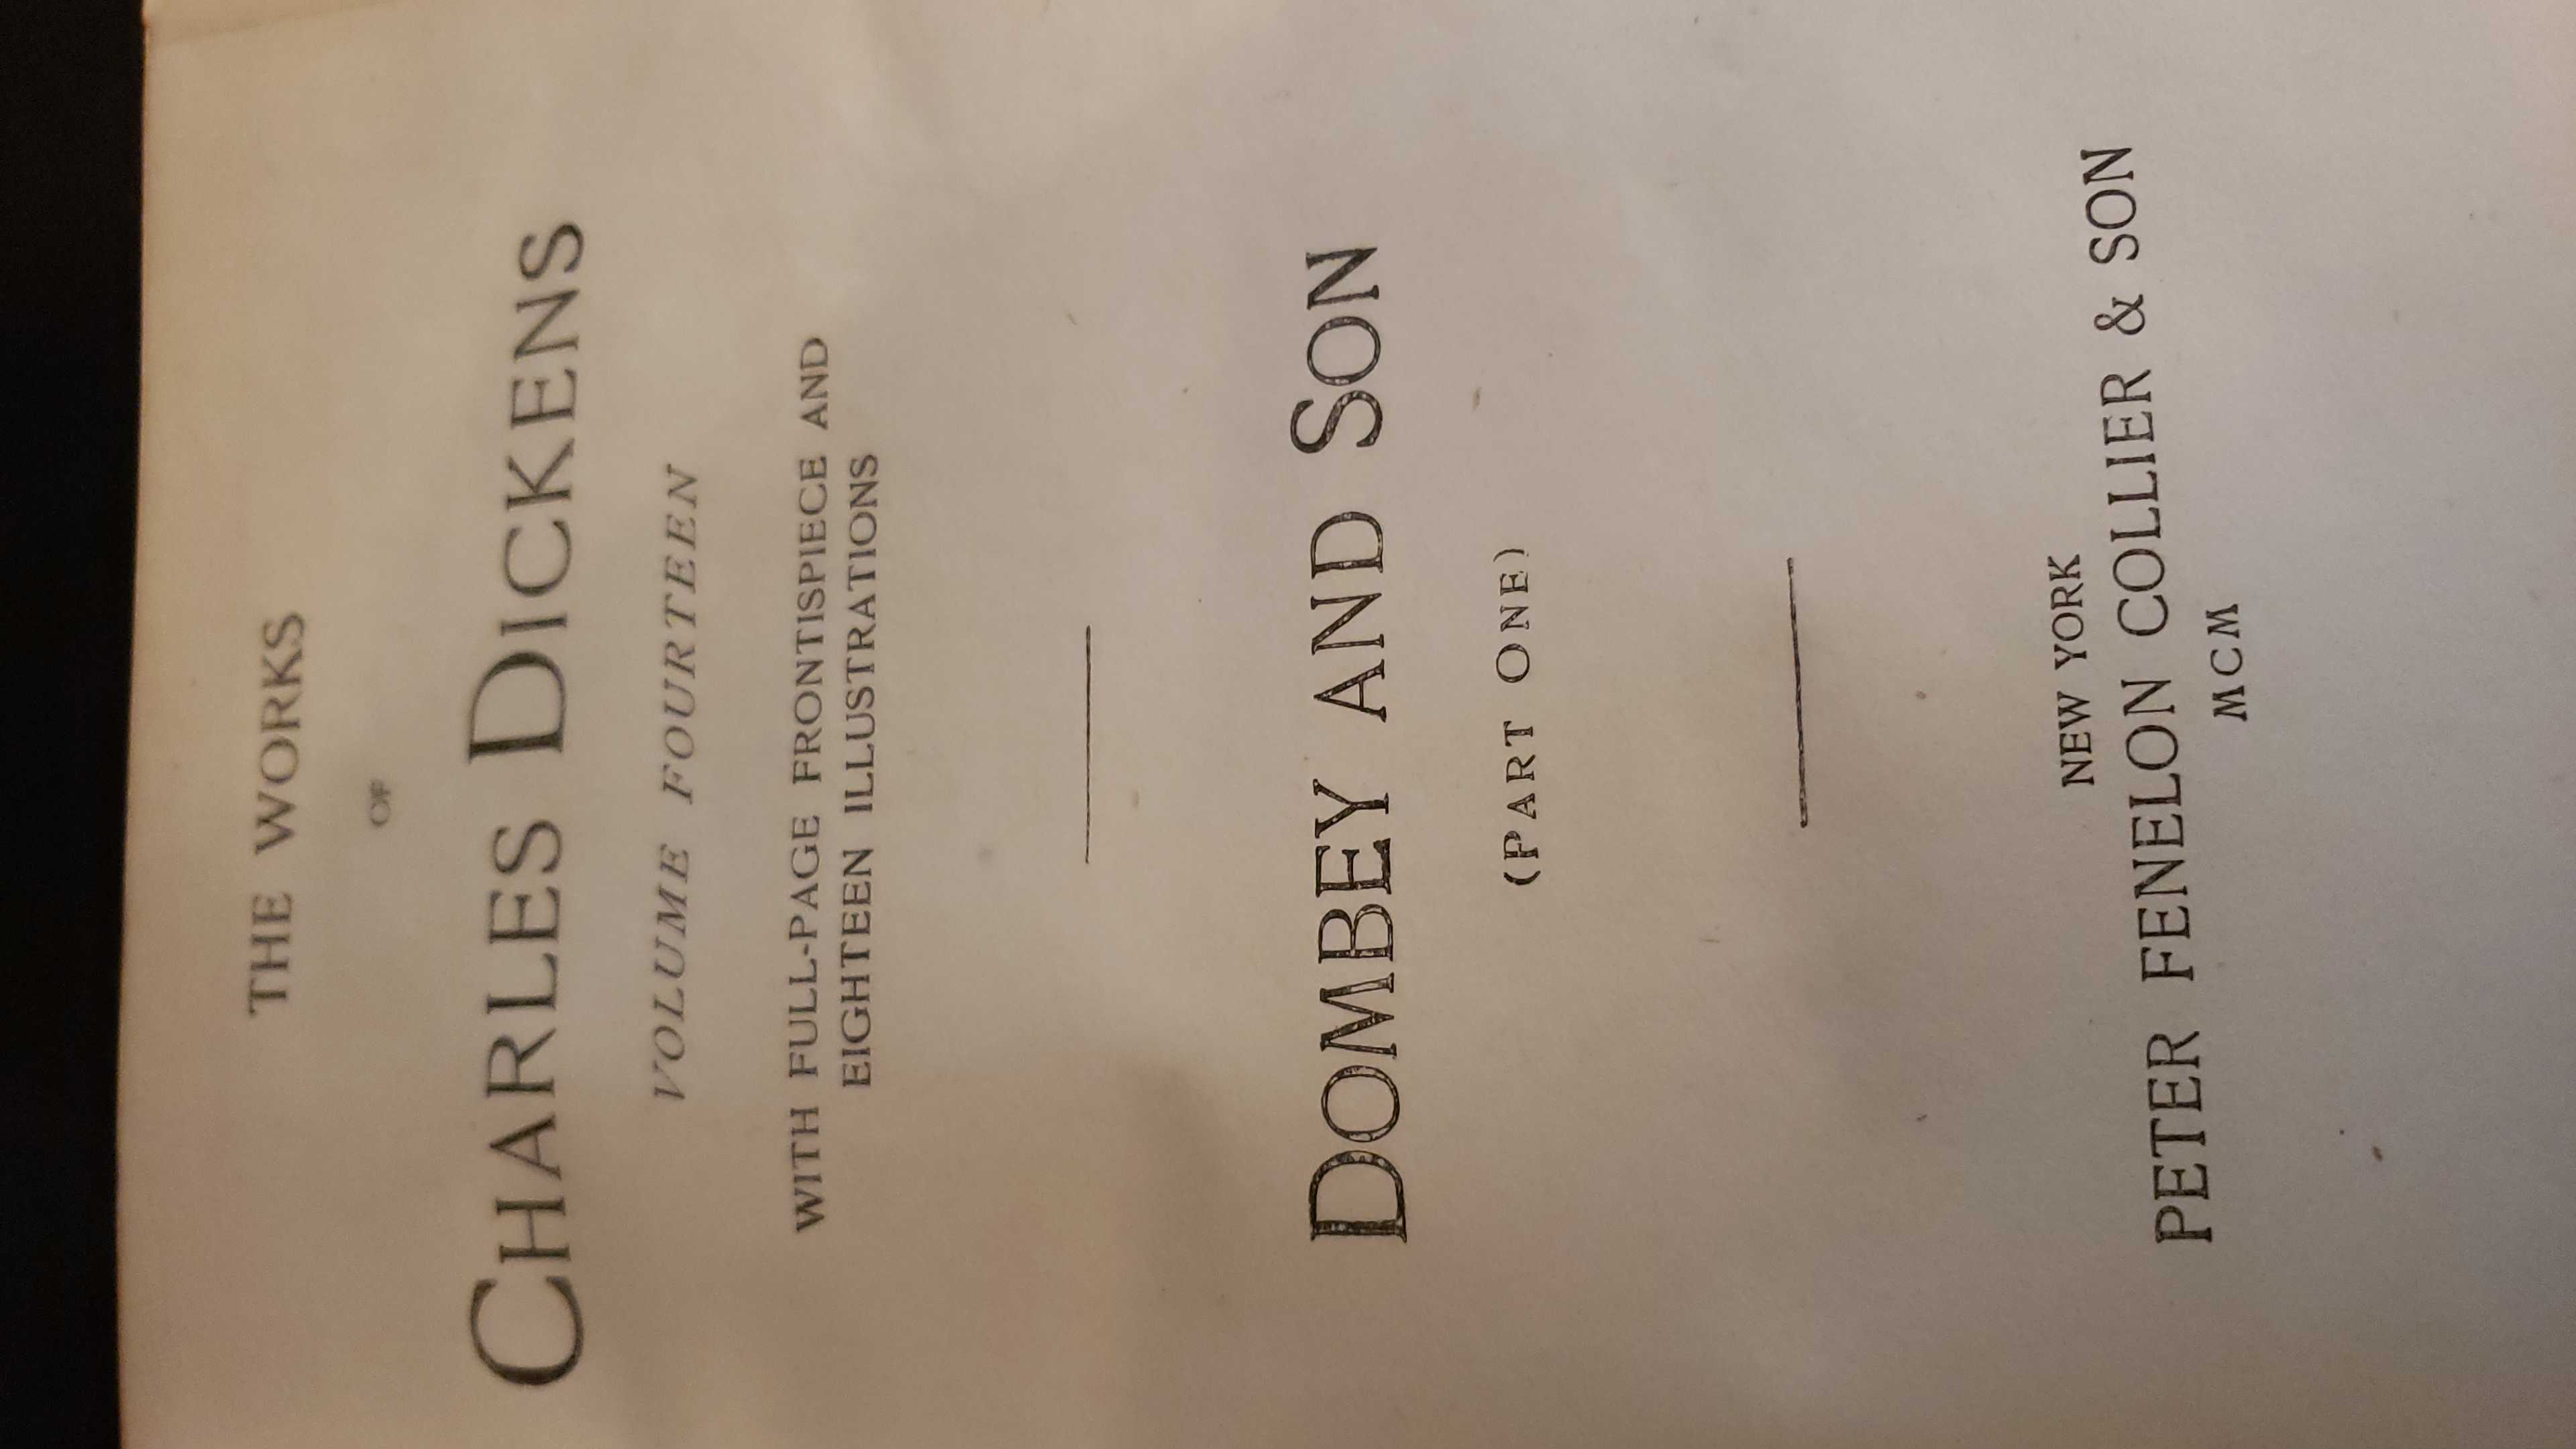 THE WORKS
OF
CHARLES DICKENS
VOLUME FOURTEEN
WITH FULL-PAGE FRONTISPIECE AND
EIGHTEEN ILLUSTRATIONS
DOMBEY AND SON
(PART ONE)
NEW YORK
PETER FENELON COLLIER & SON
MCM